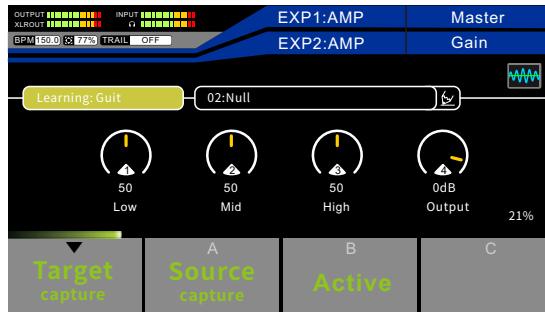 OUTPUT INPUT EXP1:AMP Master
XLROUT
BPM 150.0 77% TRAIL OFF EXP2:AMP Gain
Learning: Guit 02:Null
1 2 3 4
50 50 50 0dB
Low Mid High Output
21%
A B C
Target Source Active
capture capture